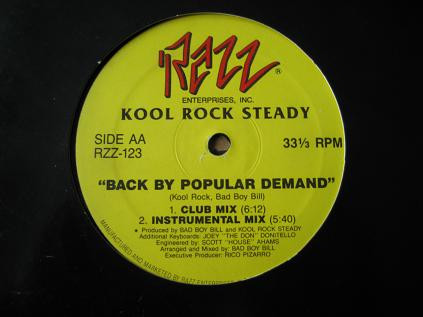 RAZZ ®
ENTERPRISES, INC.
KOOL ROCK STEADY
SIDE AA 33⅓ RPM
RZZ-123
"BACK BY POPULAR DEMAND"
(Kool Rock, Bad Boy Bill)
1. CLUB MIX (6:12)
2. INSTRUMENTAL MIX (5:40)
● Produced by BAD BOY BILL and KOOL ROCK STEADY
Additional Keyboards: JOEY "THE DON" DONITELLO
Engineered by: SCOTT "HOUSE" AHAMS
Arranged and Mixed by: BAD BOY BILL
Executive Producer: RICO PIZARRO
MANUFACTURED AND MARKETED BY RAZZ ENTERPRISES